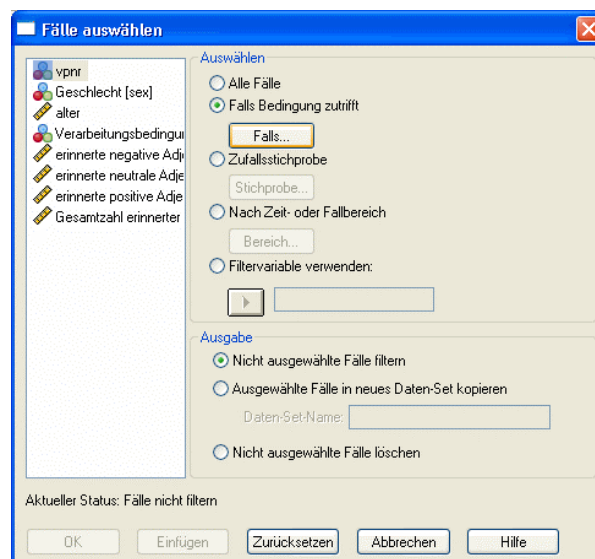 Fälle auswählen
vpnr
Geschlecht [sex]
alter
Verarbeitungsbedingu
erinnerte negative Adj
erinnerte neutrale Adje
erinnerte positive Adje
Gesamtzahl erinnerter
Auswählen
Alle Fälle
Falls Bedingung zutrifft
Falls...
Zufallsstichprobe
Stichprobe...
Nach Zeit- oder Fallbereich
Bereich...
Filtervariable verwenden:
Ausgabe
Nicht ausgewählte Fälle filtern
Ausgewählte Fälle in neues Daten-Set kopieren
Daten-Set-Name:
Nicht ausgewählte Fälle löschen
Aktueller Status: Fälle nicht filtern
OK Einfügen Zurücksetzen Abbrechen Hilfe